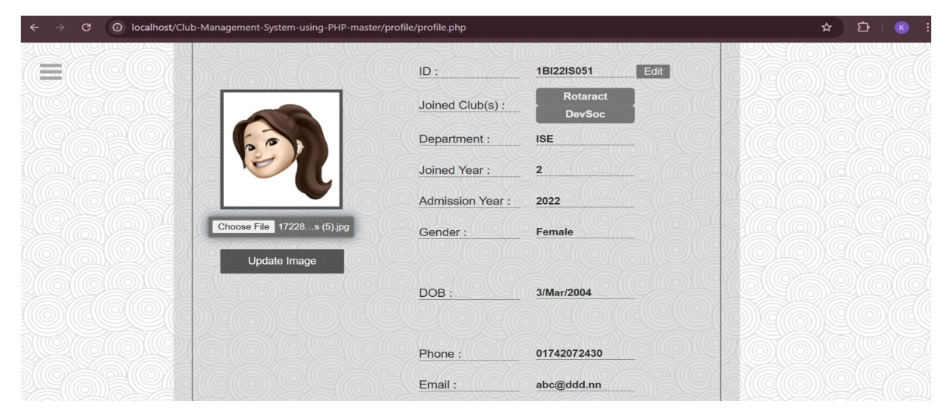 localhost/Club-Management-System-using-PHP-master/profile/profile.php
K
ID : 1BI22IS051 Edit
Joined Club(s) : Rotaract
DevSoc
Department : ISE
Joined Year : 2
Admission Year : 2022
Choose File 17228...s (5).jpg
Gender : Female
Update Image
DOB : 3/Mar/2004
Phone : 01742072430
Email : abc@ddd.nn